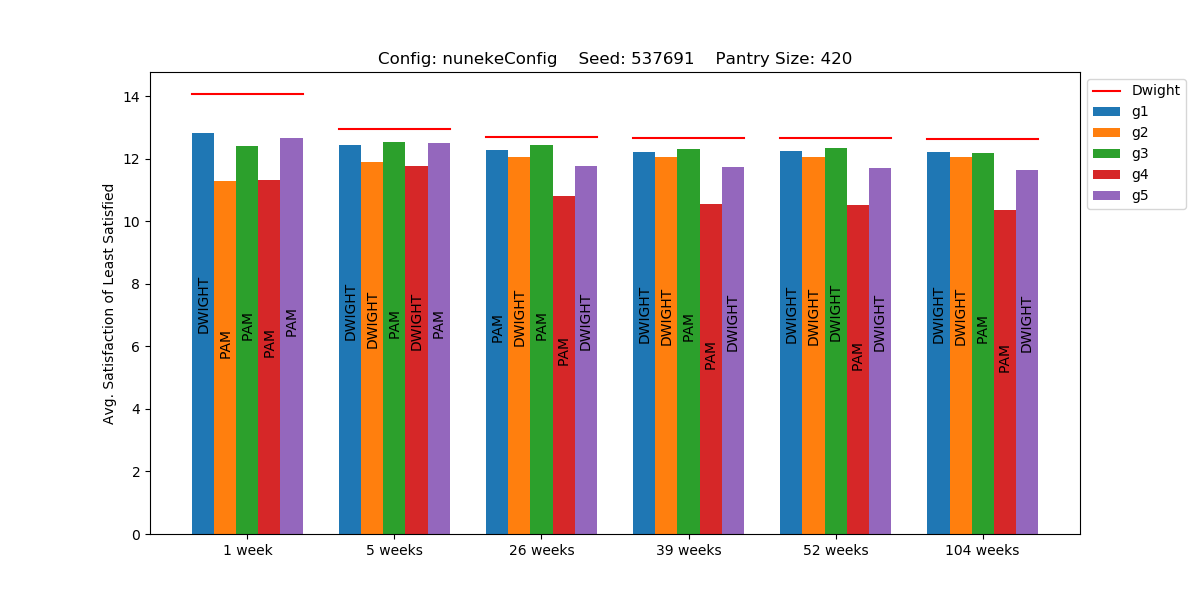 Config: nunekeConfig    Seed: 537691    Pantry Size: 420
Avg. Satisfaction of Least Satisfied
14
12
10
8
6
4
2
0
DWIGHT
PAM
PAM
PAM
PAM
DWIGHT
DWIGHT
PAM
DWIGHT
PAM
PAM
DWIGHT
PAM
PAM
DWIGHT
DWIGHT
DWIGHT
PAM
PAM
DWIGHT
DWIGHT
DWIGHT
DWIGHT
PAM
DWIGHT
DWIGHT
DWIGHT
PAM
PAM
DWIGHT
1 week
5 weeks
26 weeks
39 weeks
52 weeks
104 weeks
Dwight
g1
g2
g3
g4
g5